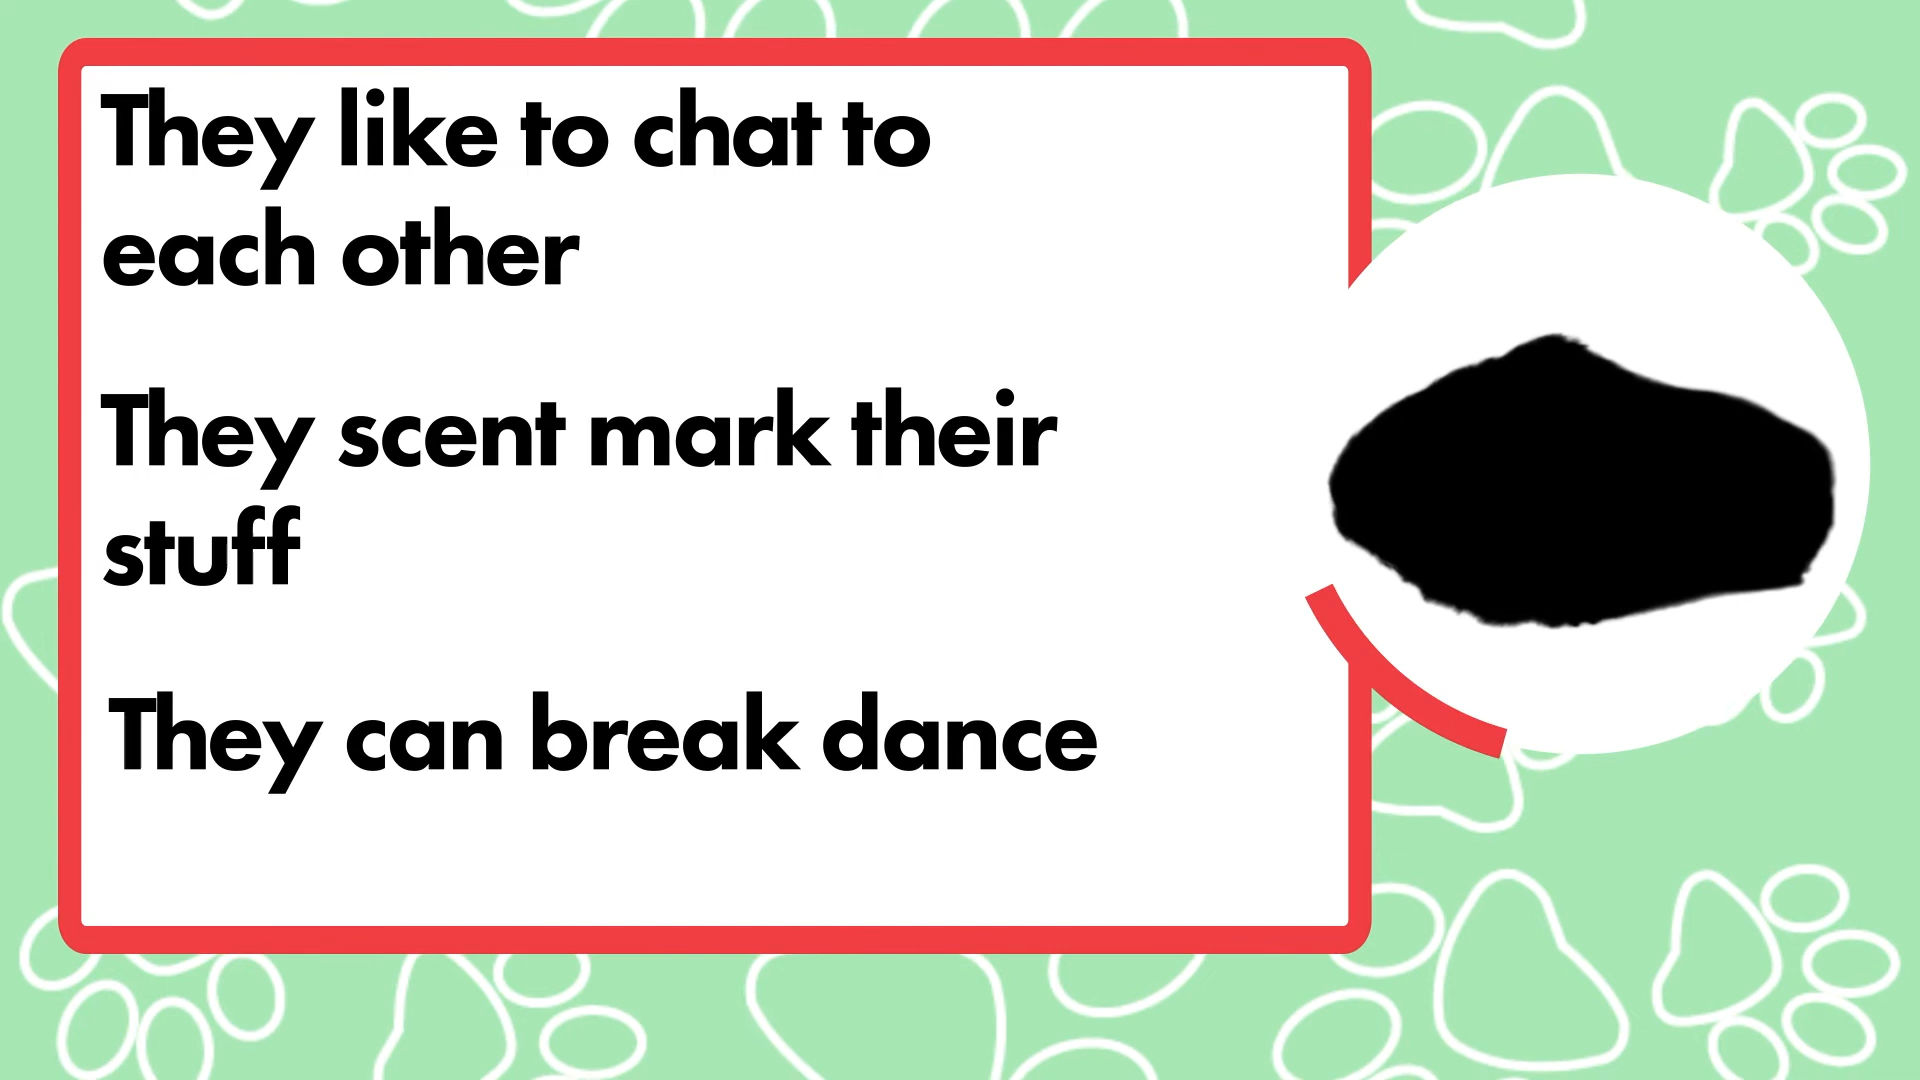 They like to chat to
each other
They scent mark their
stuff
They can break dance